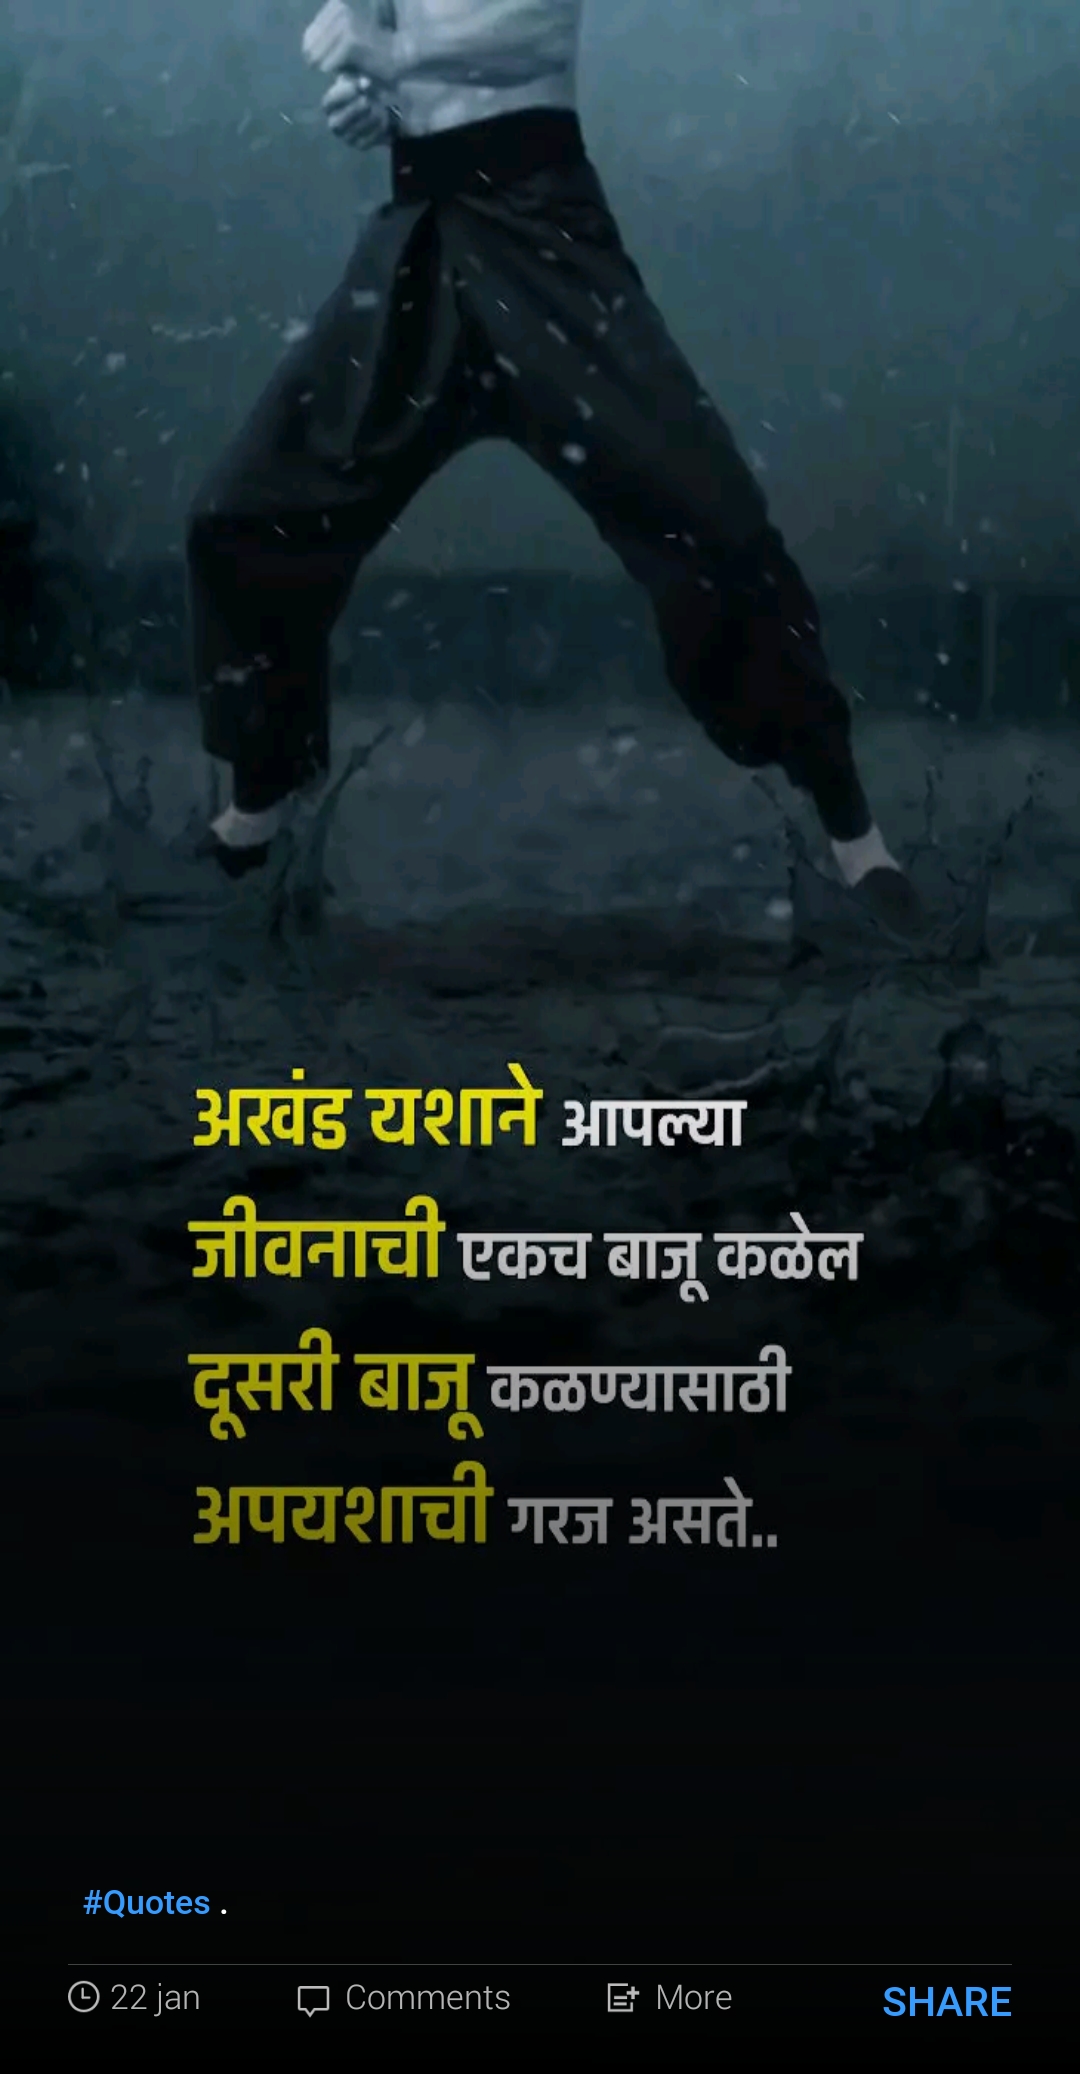 अखंड यशाने आपल्या
जीवनाची एकच बाजू कळेल
दूसरी बाजू कळण्यासाठी
अपयशाची गरज असते..
#Quotes .
22 jan Comments More SHARE